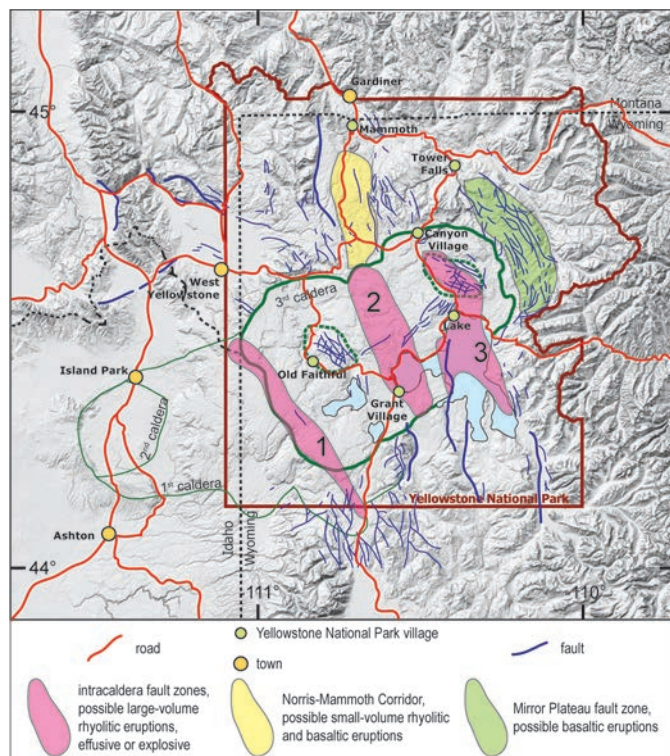 Gardiner
45°
Montana
Wyoming
Mammoth
Tower
Falls
Canyon
Village
West
Yellowstone
3rd caldera
2
Lake
3
Island Park
Old Faithful
Grant
Village
2nd caldera
1
1st caldera
Yellowstone National Park
Ashton
Idaho
Wyoming
44°
111°
110°
road
Yellowstone National Park village
town
fault
intracaldera fault zones,
possible large-volume
rhyolitic eruptions,
effusive or explosive
Norris-Mammoth Corridor,
possible small-volume rhyolitic
and basaltic eruptions
Mirror Plateau fault zone,
possible basaltic eruptions